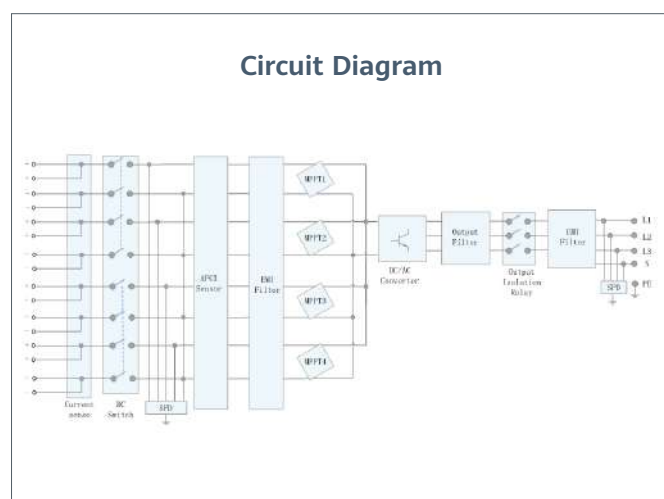 Circuit Diagram
MPPT1
MPPT2
MPPT3
MPPT4
AFCI
Sensor
EMI
Filter
DC/AC
Converter
Output
Filter
Output
Isolation
Relay
EMI
Filter
L1
L2
L3
N
PE
SPD
Current
sensor
DC
Switch
SPD